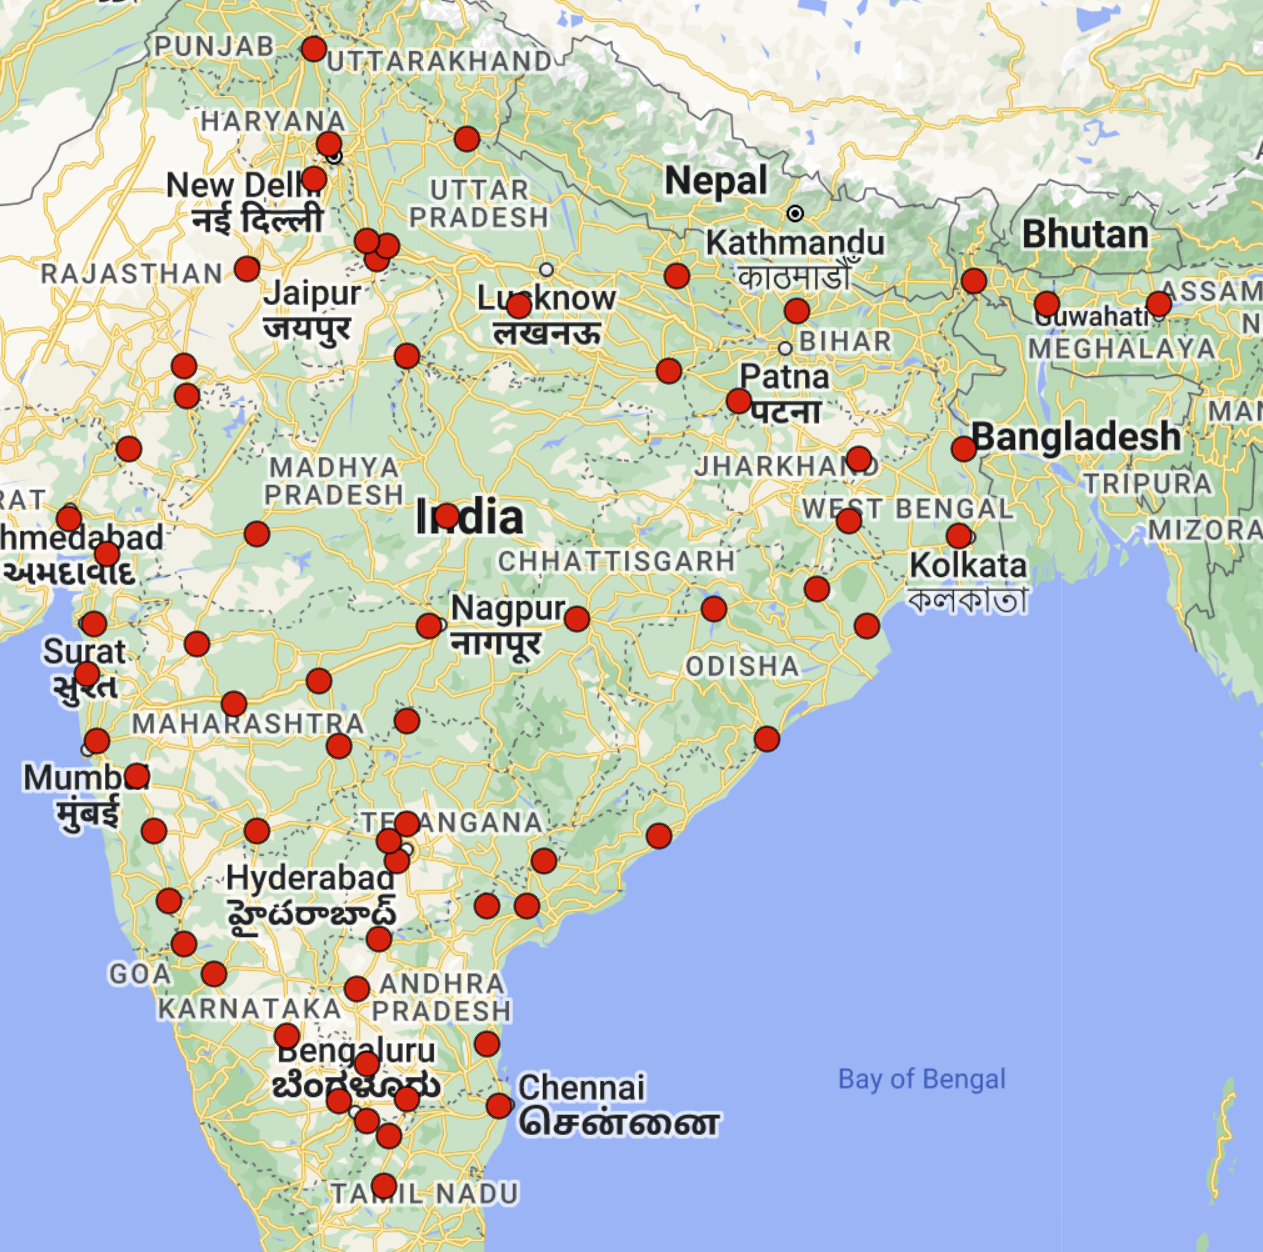 PUNJAB
UTTARAKHAND
HARYANA
New Delhi
नई दिल्ली
UTTAR
PRADESH
Nepal
Kathmandu
काठमाडौँ
Bhutan
RAJASTHAN
Jaipur
जयपुर
Lucknow
लखनऊ
ASSAM
Guwahati
MEGHALAYA
BIHAR
Patna
पटना
MAN
Bangladesh
MADHYA
PRADESH
JHARKHAND
TRIPURA
RAT
India
WEST BENGAL
MIZORA
hmedabad
અમદાવાદ
CHHATTISGARH
Kolkata
কলকাতা
Nagpur
नागपूर
Surat
सुरत
ODISHA
MAHARASHTRA
Mumbai
मुंबई
TELANGANA
Hyderabad
హైదరాబాద్
GOA
ANDHRA
PRADESH
KARNATAKA
Bengaluru
ಬೆಂಗಳೂರು
Chennai
சென்னை
Bay of Bengal
TAMIL NADU